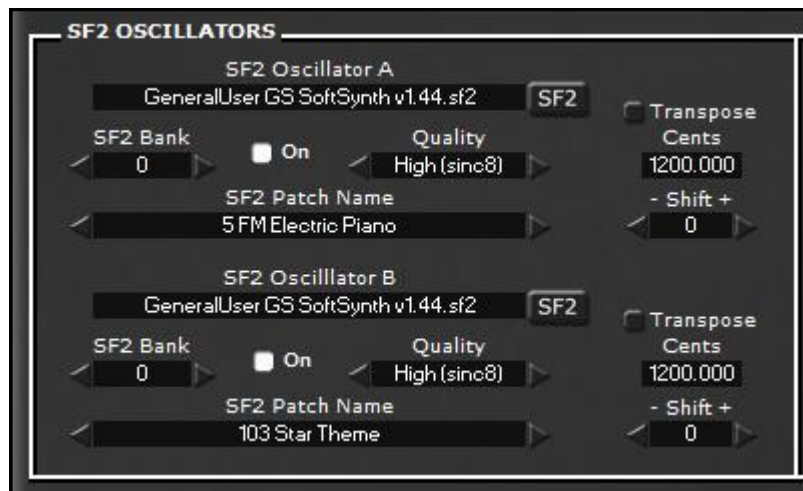 SF2 OSCILLATORS
SF2 Oscillator A
GeneralUser GS SoftSynth v1.44.sf2 SF2
Transpose
SF2 Bank On Quality Cents
0 High (sinc8) 1200.000
SF2 Patch Name - Shift +
5 FM Electric Piano 0
SF2 Oscilllator B
GeneralUser GS SoftSynth v1.44.sf2 SF2
Transpose
SF2 Bank On Quality Cents
0 High (sinc8) 1200.000
SF2 Patch Name - Shift +
103 Star Theme 0